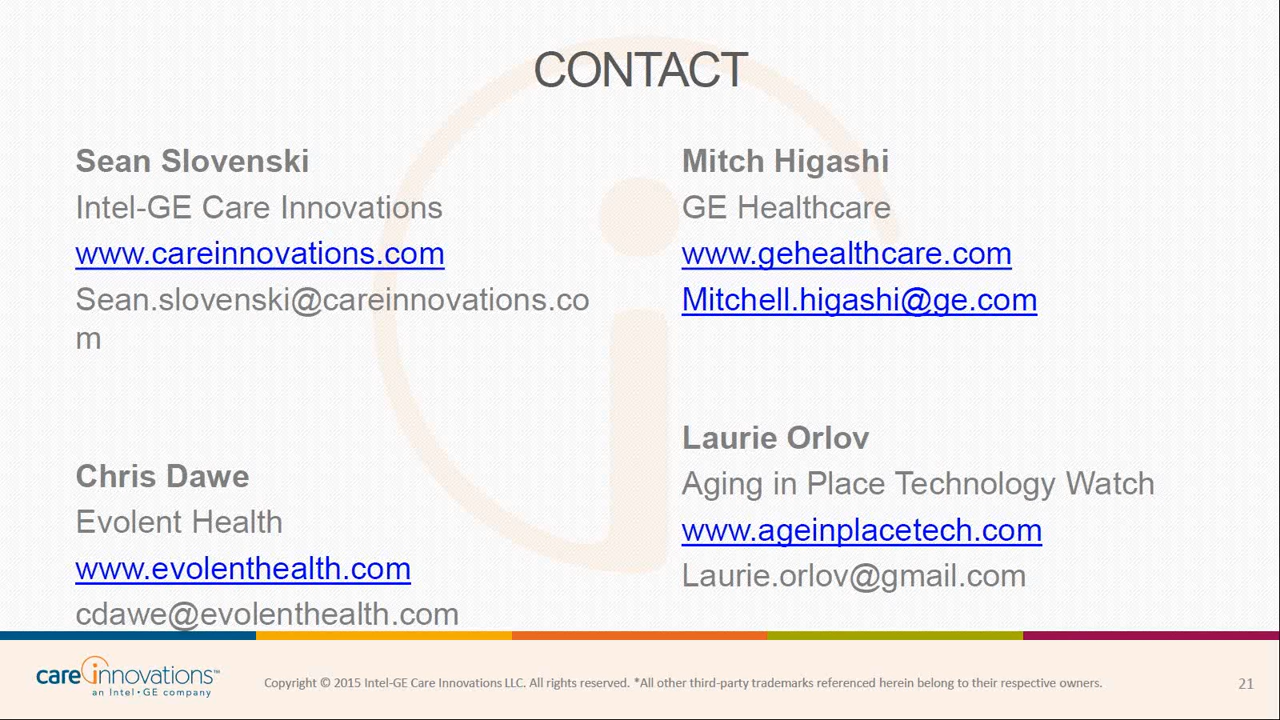 CONTACT
Sean Slovenski
Intel-GE Care Innovations
www.careinnovations.com
Sean.slovenski@careinnovations.co
m
Chris Dawe
Evolent Health
www.evolenthealth.com
cdawe@evolenthealth.com
Mitch Higashi
GE Healthcare
www.gehealthcare.com
Mitchell.higashi@ge.com
Laurie Orlov
Aging in Place Technology Watch
www.ageinplacetech.com
Laurie.orlov@gmail.com
care innovations™
an Intel • GE company
Copyright © 2015 Intel-GE Care Innovations LLC. All rights reserved. *All other third-party trademarks referenced herein belong to their respective owners.
21